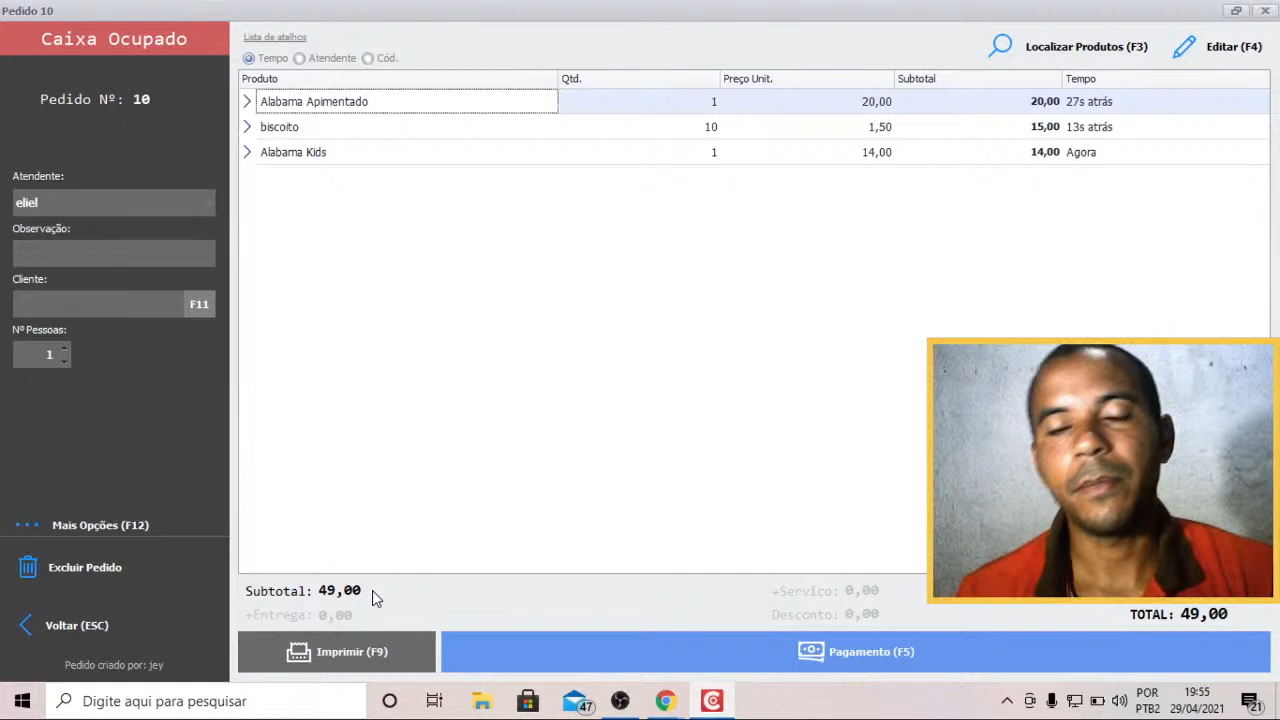 Pedido 10
Caixa Ocupado
Pedido Nº: 10
Atendente:
eliel
Observação:
Cliente:
F11
Nº Pessoas:
1
Mais Opções (F12)
Excluir Pedido
Voltar (ESC)
Pedido criado por: jey
Lista de atalhos
Tempo Atendente Cód.
Localizar Produtos (F3) Editar (F4)
Produto Qtd. Preço Unit. Subtotal Tempo
Alabama Apimentado 1 20,00 20,00 27s atrás
biscoito 10 1,50 15,00 13s atrás
Alabama Kids 1 14,00 14,00 Agora
Subtotal: 49,00 +Serviço: 0,00
+Entrega: 0,00 Desconto: 0,00 TOTAL: 49,00
Imprimir (F9) Pagamento (F5)
Digite aqui para pesquisar
47
POR
PTB2
19:55
29/04/2021
21